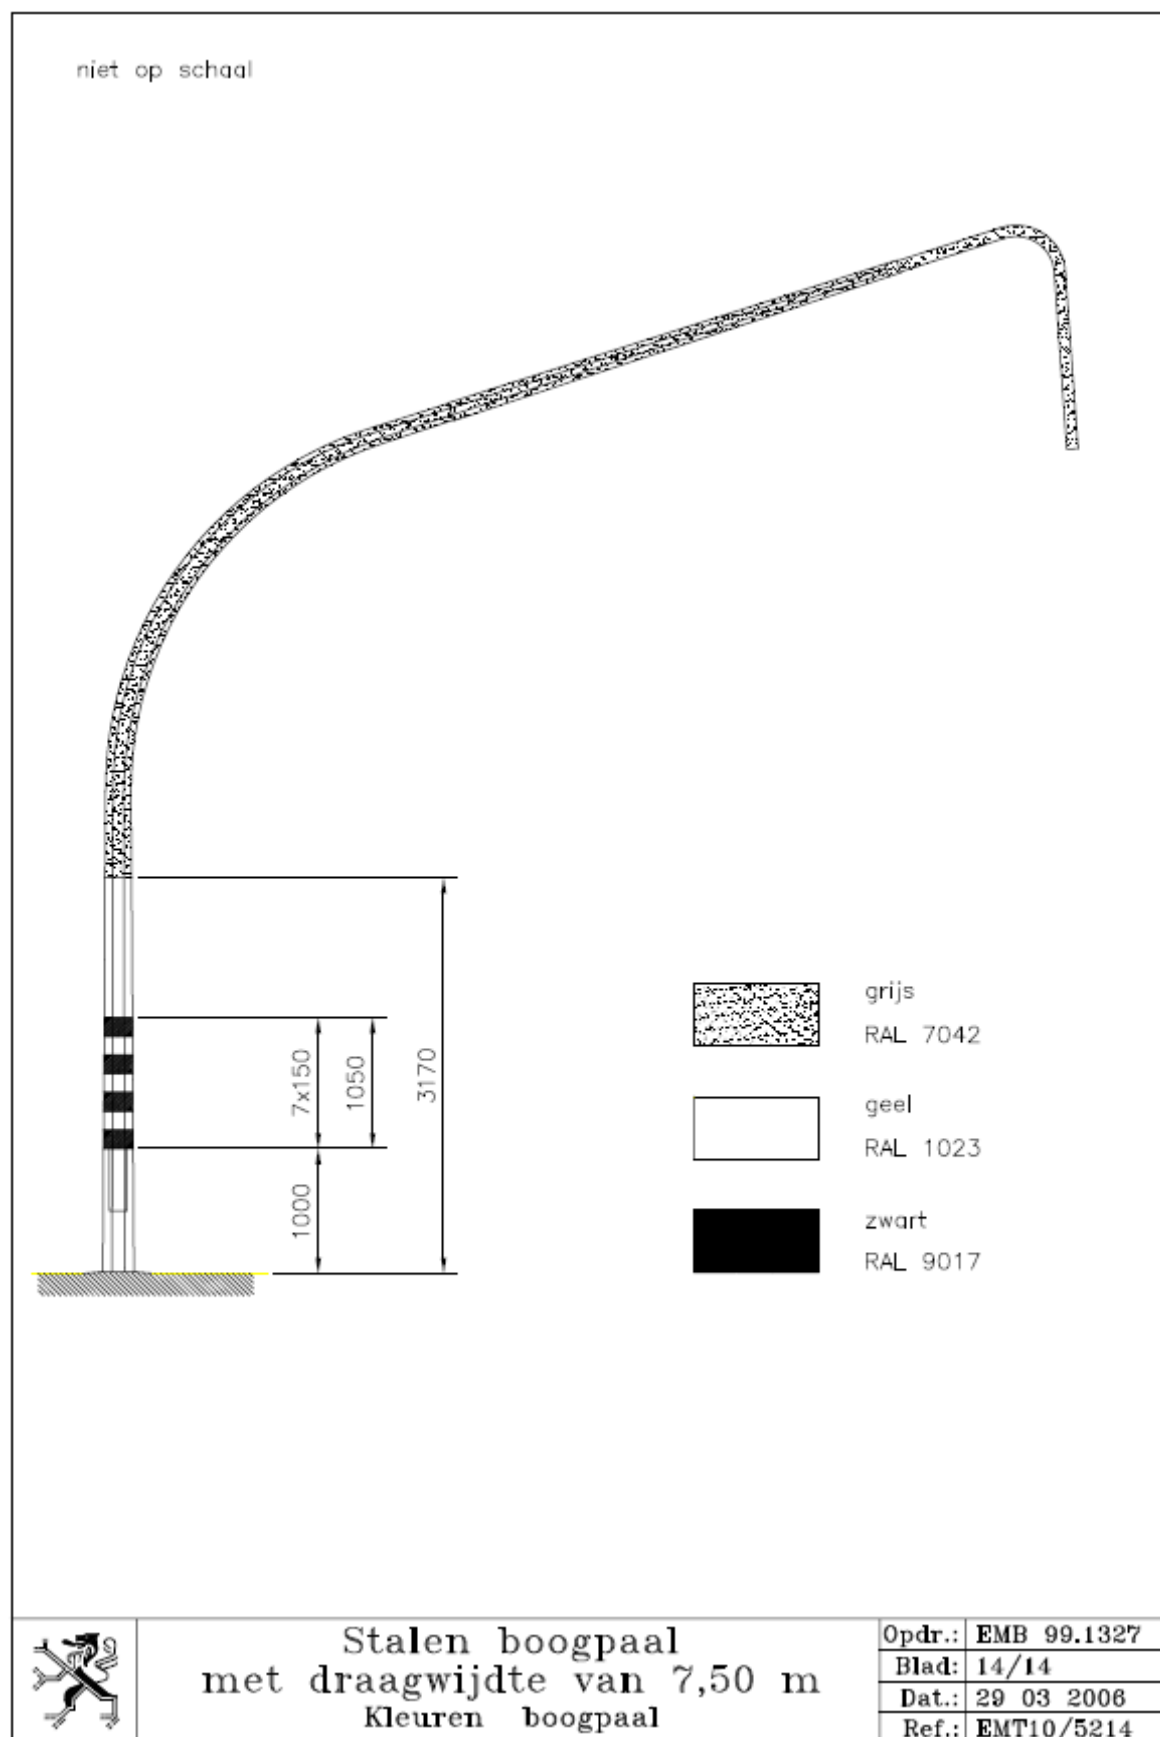 niet op schaal
3170
7x150
1050
1000
grijs
RAL 7042
geel
RAL 1023
zwart
RAL 9017
Stalen boogpaal
met draagwijdte van 7,50 m
Kleuren boogpaal
Opdr.: EMB 99.1327
Blad: 14/14
Dat.: 29 03 2006
Ref.: EMT10/5214